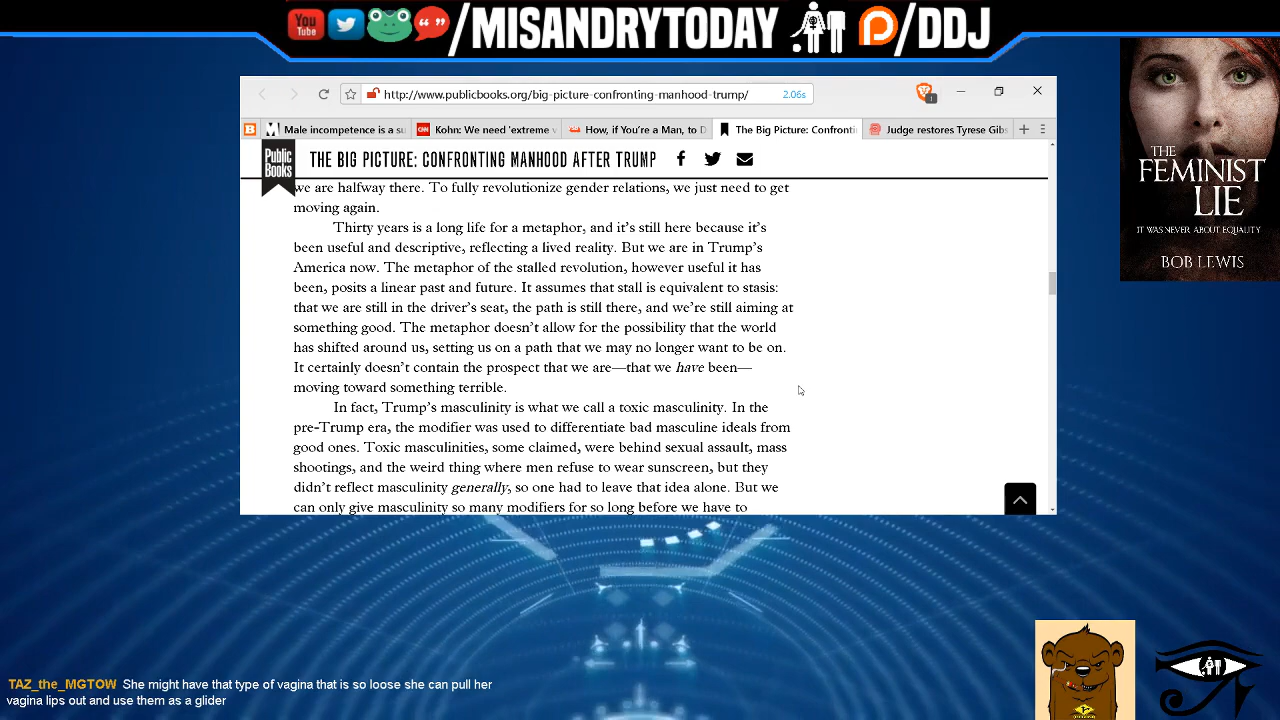 You
Tube
/MISANDRYTODAY
/DDJ
http://www.publicbooks.org/big-picture-confronting-manhood-trump/
2.06s
Male incompetence is a su
CNN
Kohn: We need 'extreme v
How, if You're a Man, to D
The Big Picture: Confronti
Judge restores Tyrese Gibs
Public
Books
THE BIG PICTURE: CONFRONTING MANHOOD AFTER TRUMP
we are halfway there. To fully revolutionize gender relations, we just need to get
moving again.
Thirty years is a long life for a metaphor, and it's still here because it's
been useful and descriptive, reflecting a lived reality. But we are in Trump's
America now. The metaphor of the stalled revolution, however useful it has
been, posits a linear past and future. It assumes that stall is equivalent to stasis:
that we are still in the driver's seat, the path is still there, and we're still aiming at
something good. The metaphor doesn't allow for the possibility that the world
has shifted around us, setting us on a path that we may no longer want to be on.
It certainly doesn't contain the prospect that we are—that we have been—
moving toward something terrible.
In fact, Trump's masculinity is what we call a toxic masculinity. In the
pre-Trump era, the modifier was used to differentiate bad masculine ideals from
good ones. Toxic masculinities, some claimed, were behind sexual assault, mass
shootings, and the weird thing where men refuse to wear sunscreen, but they
didn't reflect masculinity generally, so one had to leave that idea alone. But we
can only give masculinity so many modifiers for so long before we have to
THE
FEMINIST
LIE
IT WAS NEVER ABOUT EQUALITY
BOB LEWIS
TAZ_the_MGTOW She might have that type of vagina that is so loose she can pull her
vagina lips out and use them as a glider